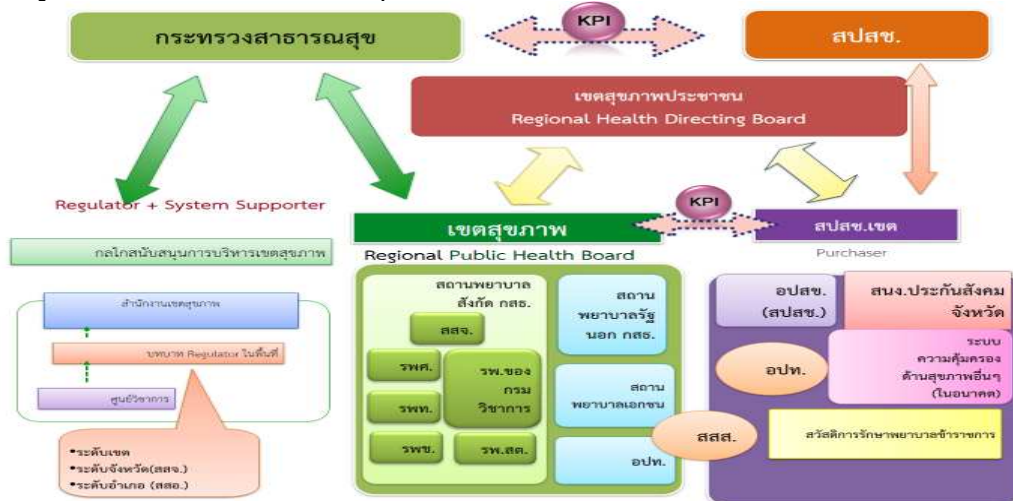 กระทรวงสาธารณสุข
KPI
สปสช.
เขตสุขภาพประชาชน
Regional Health Directing Board
Regulator + System Supporter
KPI
เขตสุขภาพ
สปสช.เขต
กลไกสนับสนุนการบริหารเขตสุขภาพ
Regional Public Health Board
Purchaser
สำนักงานเขตสุขภาพ
บทบาท Regulator ในพื้นที่
ศูนย์วิชาการ
•ระดับเขต
•ระดับจังหวัด(สสจ.)
•ระดับอำเภอ (สสอ.)
สถานพยาบาล
สังกัด กสธ.
สสจ.
รพศ.
รพท.
รพช.
รพ.ของ
กรม
วิชาการ
รพ.สต.
สถาน
พยาบาลรัฐ
นอก กสธ.
สถาน
พยาบาลเอกชน
อปท.
อปสข.
(สปสช.)
สนง.ประกันสังคม
จังหวัด
อปท.
ระบบ
ความคุ้มครอง
ด้านสุขภาพอื่นๆ
(ในอนาคต)
สสส.
สวัสดิการรักษาพยาบาลข้าราชการ